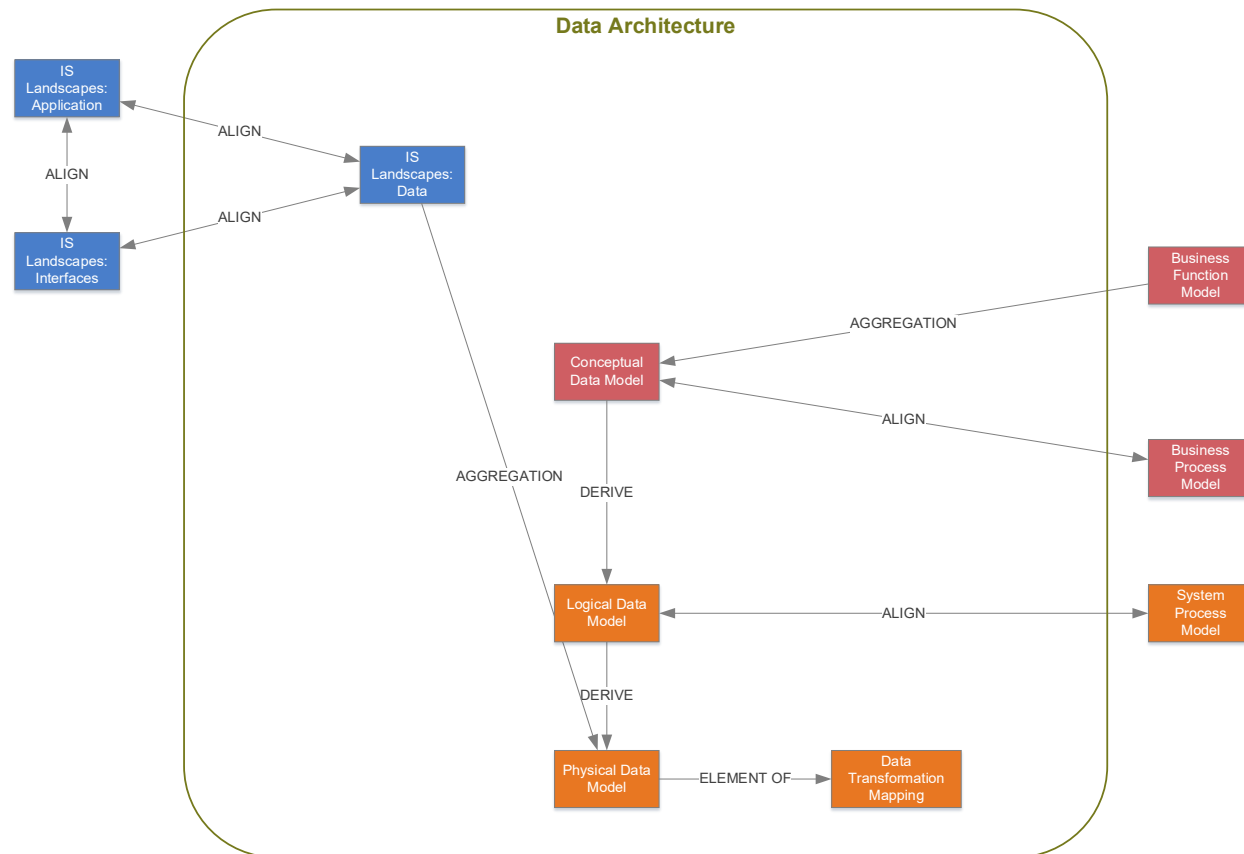 Data Architecture
IS
Landscapes:
Application
ALIGN
ALIGN
IS
Landscapes:
Data
ALIGN
ALIGN
IS
Landscapes:
Interfaces
Business
Function
Model
AGGREGATION
Conceptual
Data Model
ALIGN
Business
Process
Model
AGGREGATION
DERIVE
Logical Data
Model
ALIGN
System
Process
Model
DERIVE
Physical Data
Model
ELEMENT OF
Data
Transformation
Mapping